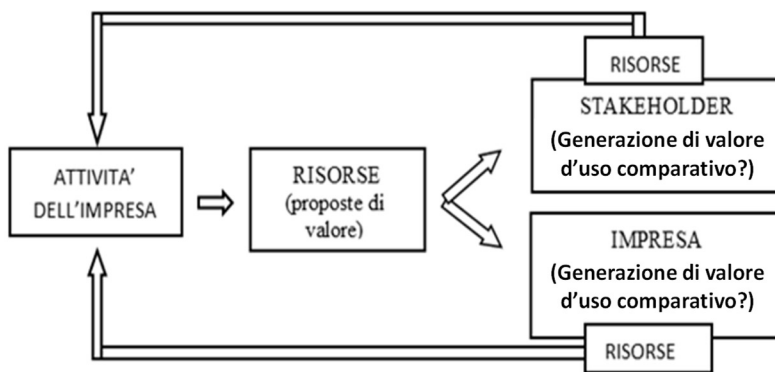 RISORSE
STAKEHOLDER
(Generazione di valore
d'uso comparativo?)
ATTIVITA'
DELL'IMPRESA
RISORSE
(proposte di
valore)
IMPRESA
(Generazione di valore
d'uso comparativo?)
RISORSE